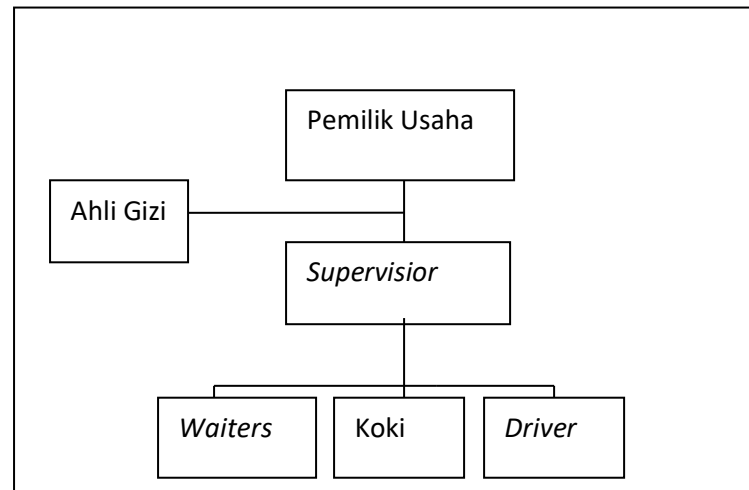 Pemilik Usaha
Ahli Gizi
Supervisior
Waiters
Koki
Driver